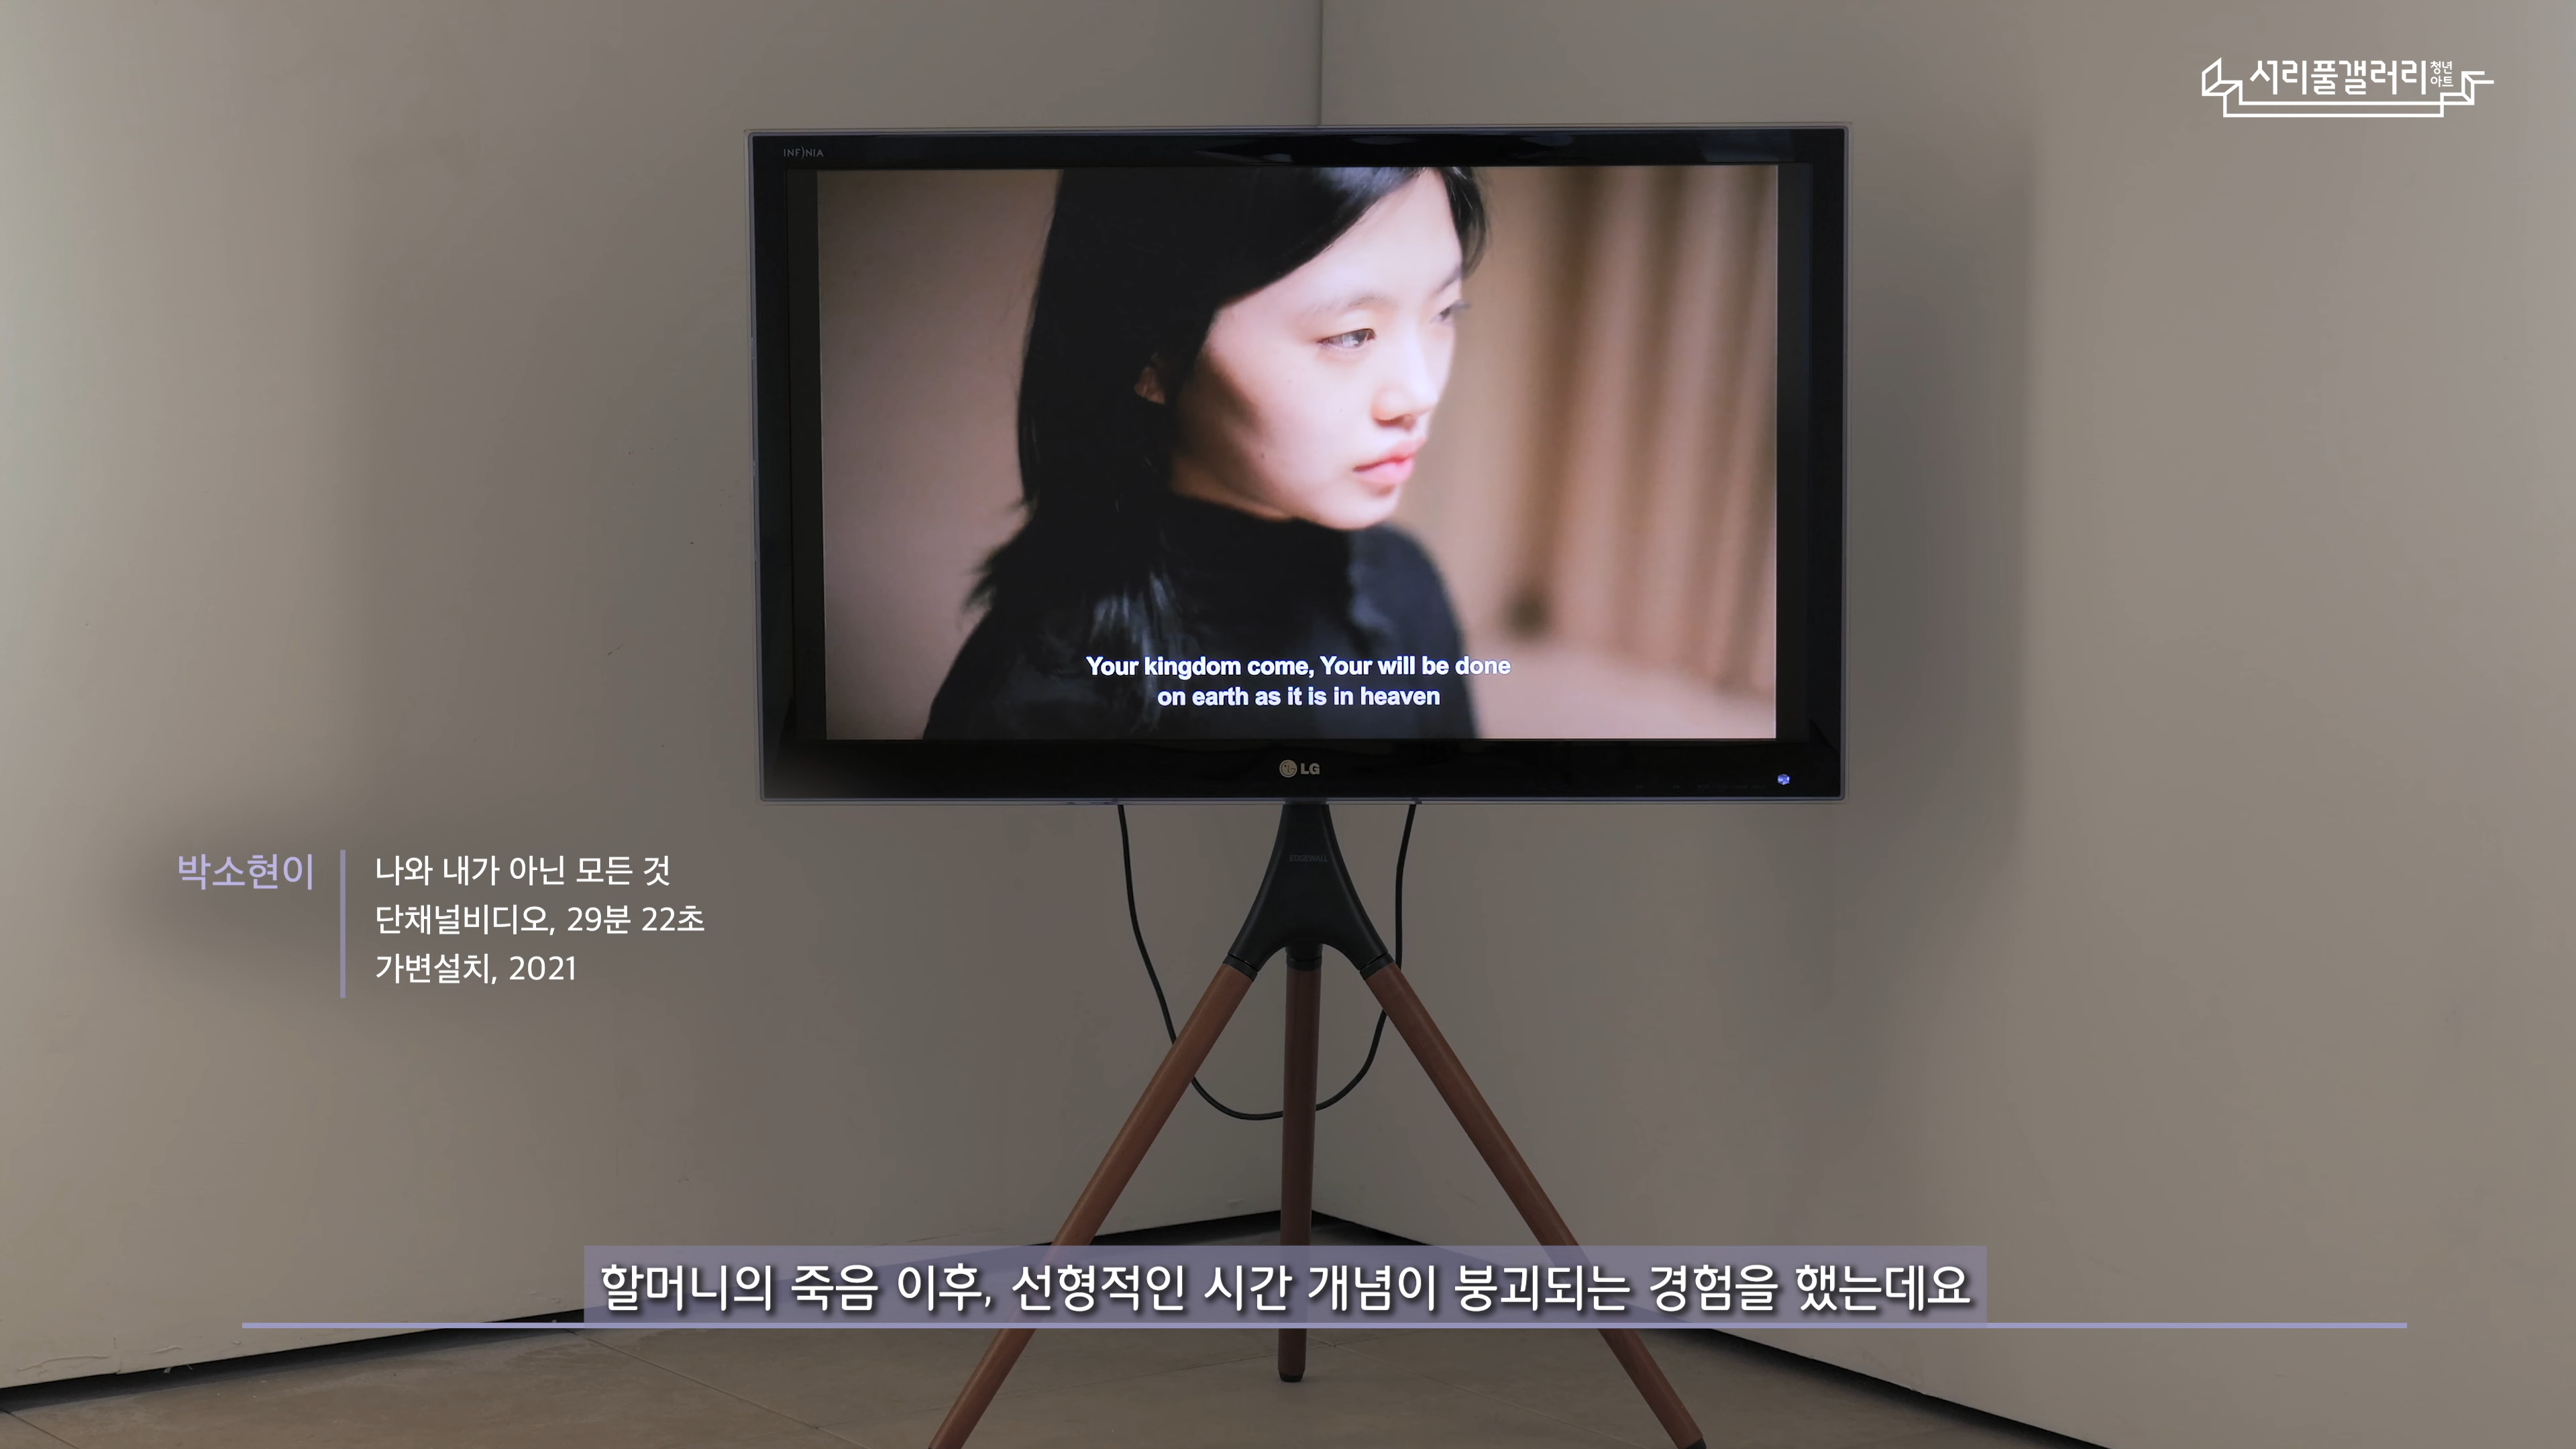 서리풀갤러리 청년
아트
INFINIA
Your kingdom come, Your will be done
on earth as it is in heaven
LG
EDGEWALL
박소현이
나와 내가 아닌 모든 것
단채널비디오, 29분 22초
가변설치, 2021
할머니의 죽음 이후, 선형적인 시간 개념이 붕괴되는 경험을 했는데요